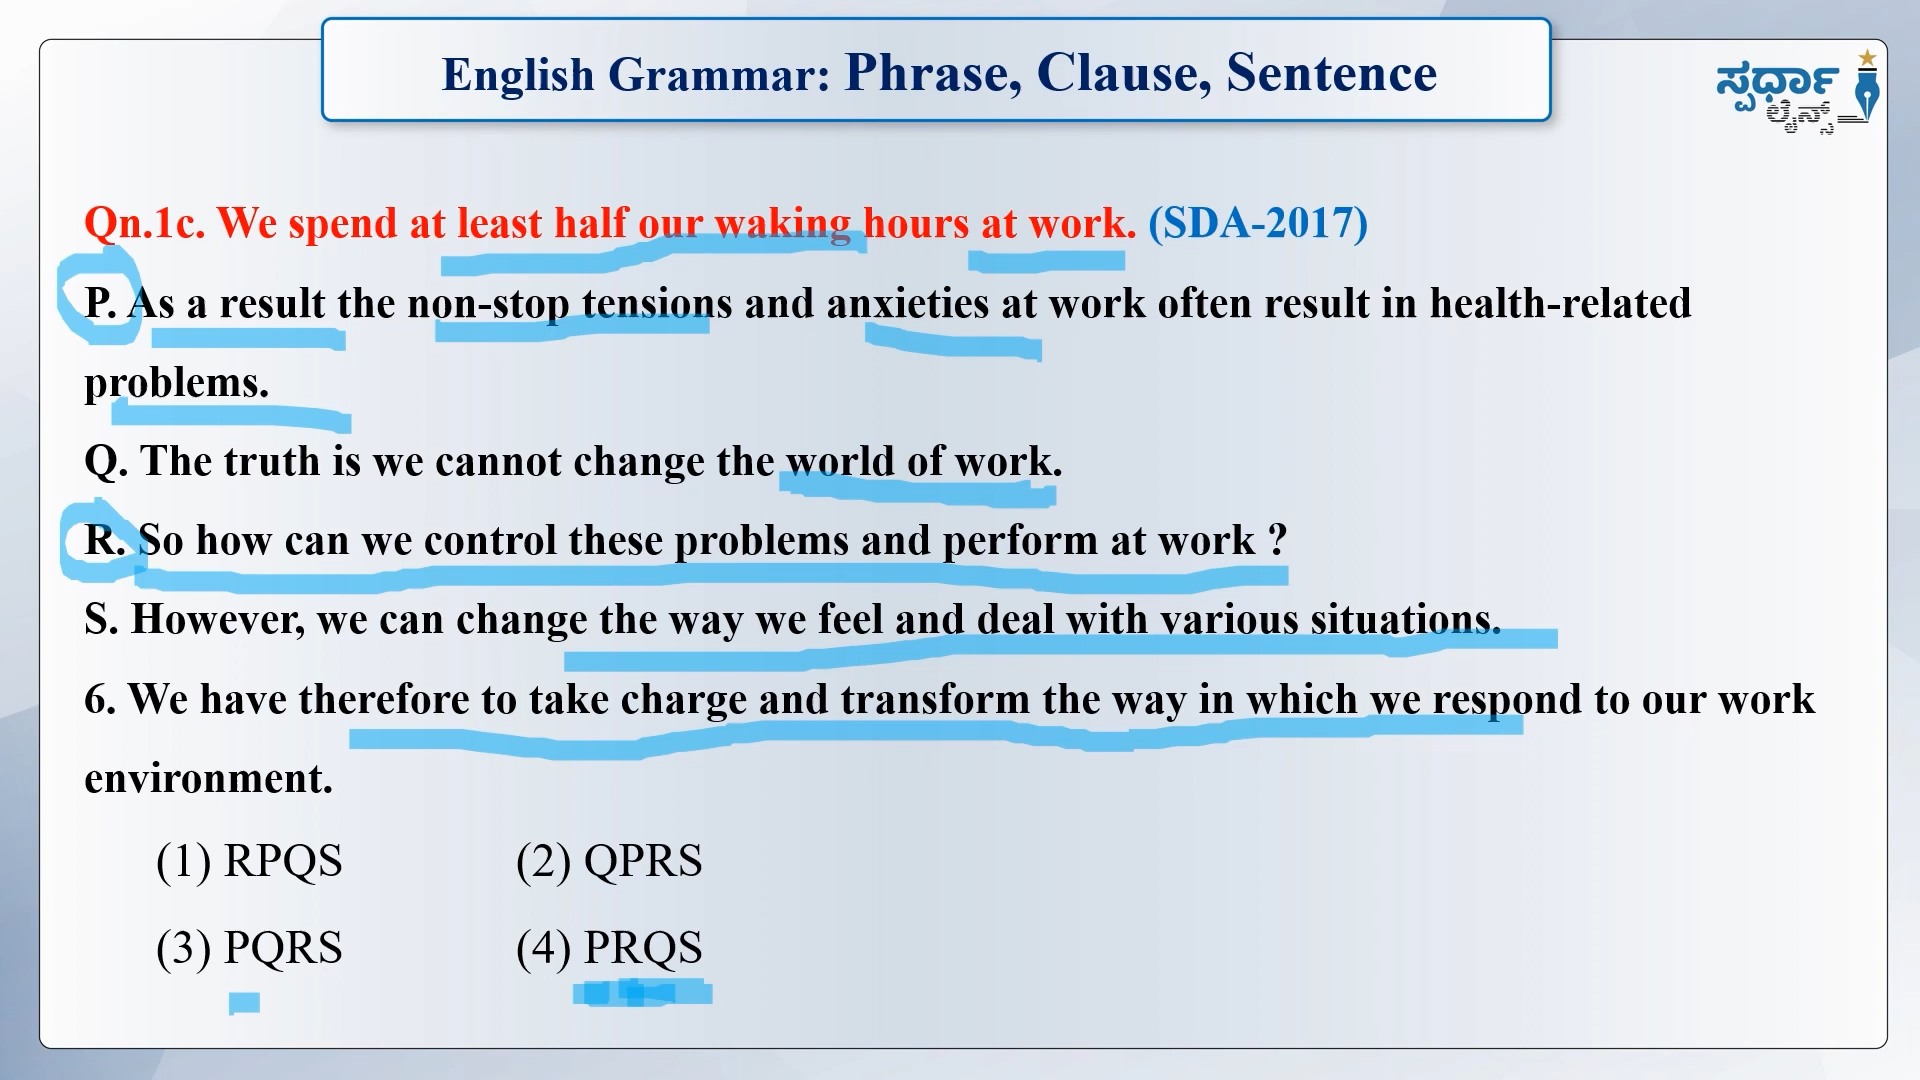 English Grammar: Phrase, Clause, Sentence
ಸ್ಪರ್ಧಾ
ಲೈನ್ಸ್
Qn.1c. We spend at least half our waking hours at work. (SDA-2017)
P. As a result the non-stop tensions and anxieties at work often result in health-related
problems.
Q. The truth is we cannot change the world of work.
R. So how can we control these problems and perform at work ?
S. However, we can change the way we feel and deal with various situations.
6. We have therefore to take charge and transform the way in which we respond to our work
environment.
(1) RPQS (2) QPRS
(3) PQRS (4) PRQS